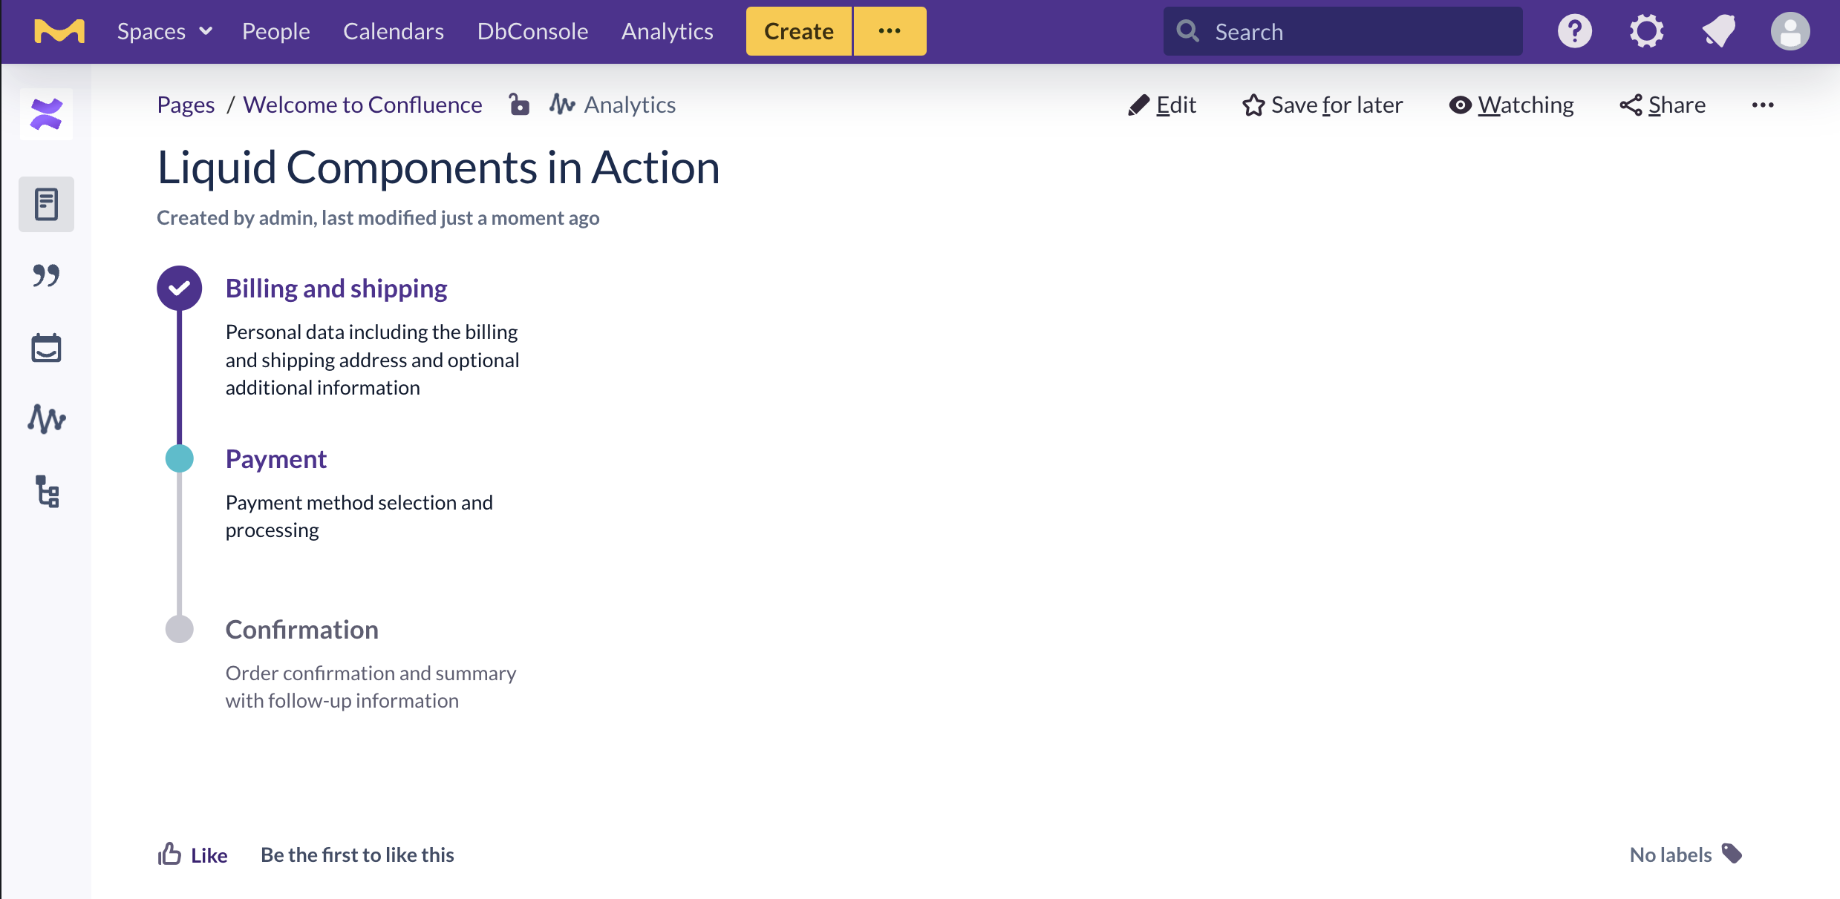 Spaces People Calendars DbConsole Analytics Create ••• Search ?
Pages / Welcome to Confluence Analytics Edit Save for later Watching Share •••
Liquid Components in Action
Created by admin, last modified just a moment ago
Billing and shipping
Personal data including the billing
and shipping address and optional
additional information
Payment
Payment method selection and
processing
Confirmation
Order confirmation and summary
with follow-up information
Like Be the first to like this No labels